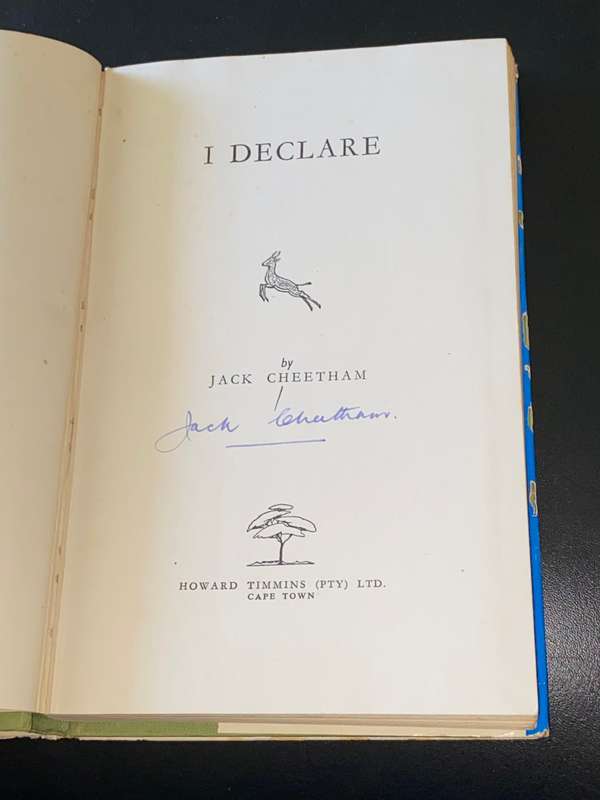 I DECLARE
by
JACK CHEETHAM
Jack Cheetham.
HOWARD TIMMINS (PTY) LTD.
CAPE TOWN